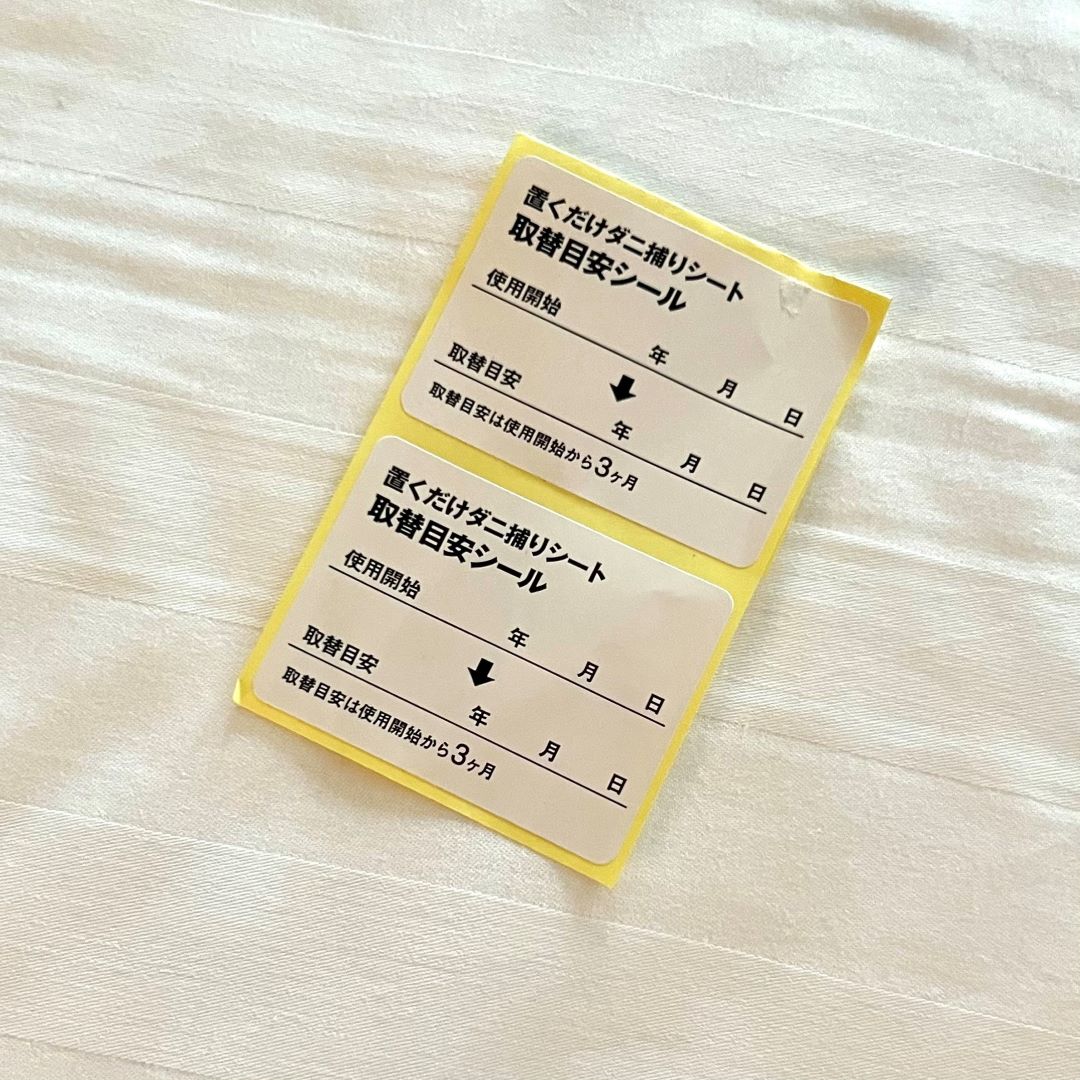 置くだけダニ捕りシート
取替目安シール
使用開始 年 月 日
取替目安 年 月 日
取替目安は使用開始から3ヶ月
置くだけダニ捕りシート
取替目安シール
使用開始 年 月 日
取替目安 年 月 日
取替目安は使用開始から3ヶ月